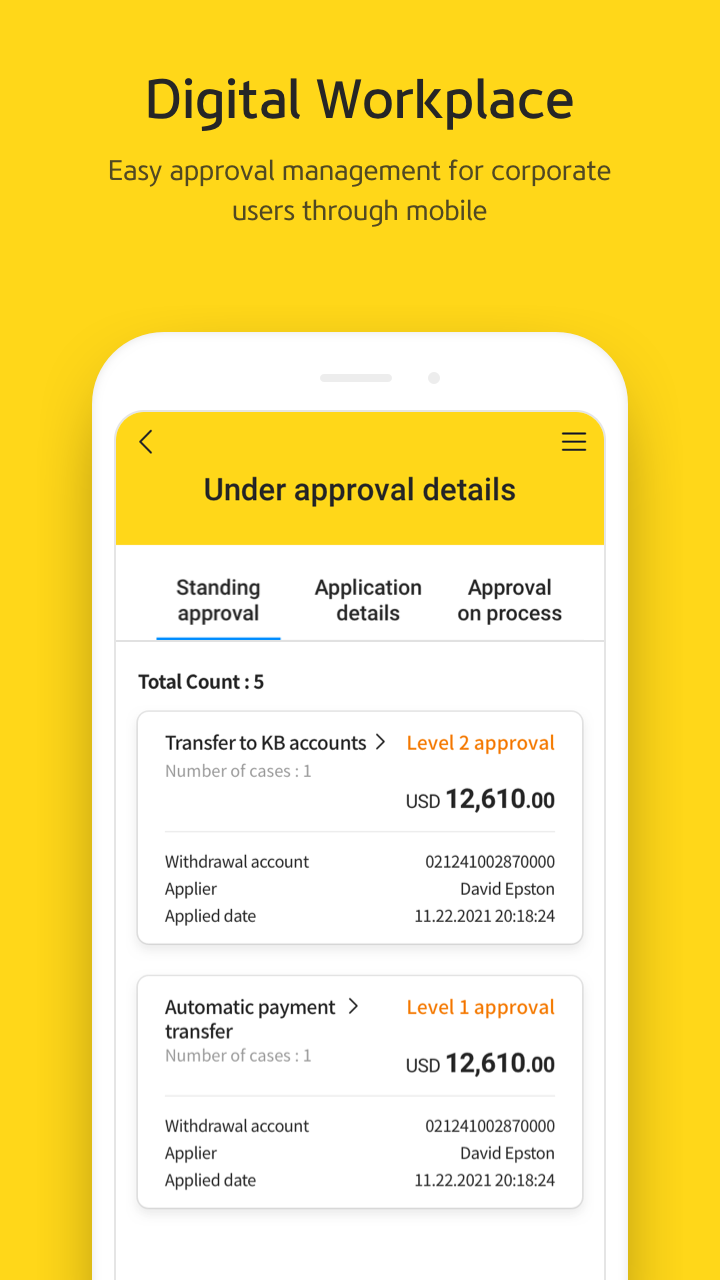 Digital Workplace
Easy approval management for corporate
users through mobile
Under approval details
Standing
approval
Application
details
Approval
on process
Total Count : 5
Transfer to KB accounts > Level 2 approval
Number of cases : 1
USD 12,610.00
Withdrawal account 021241002870000
Applier David Epston
Applied date 11.22.2021 20:18:24
Automatic payment > Level 1 approval
transfer
Number of cases : 1
USD 12,610.00
Withdrawal account 021241002870000
Applier David Epston
Applied date 11.22.2021 20:18:24